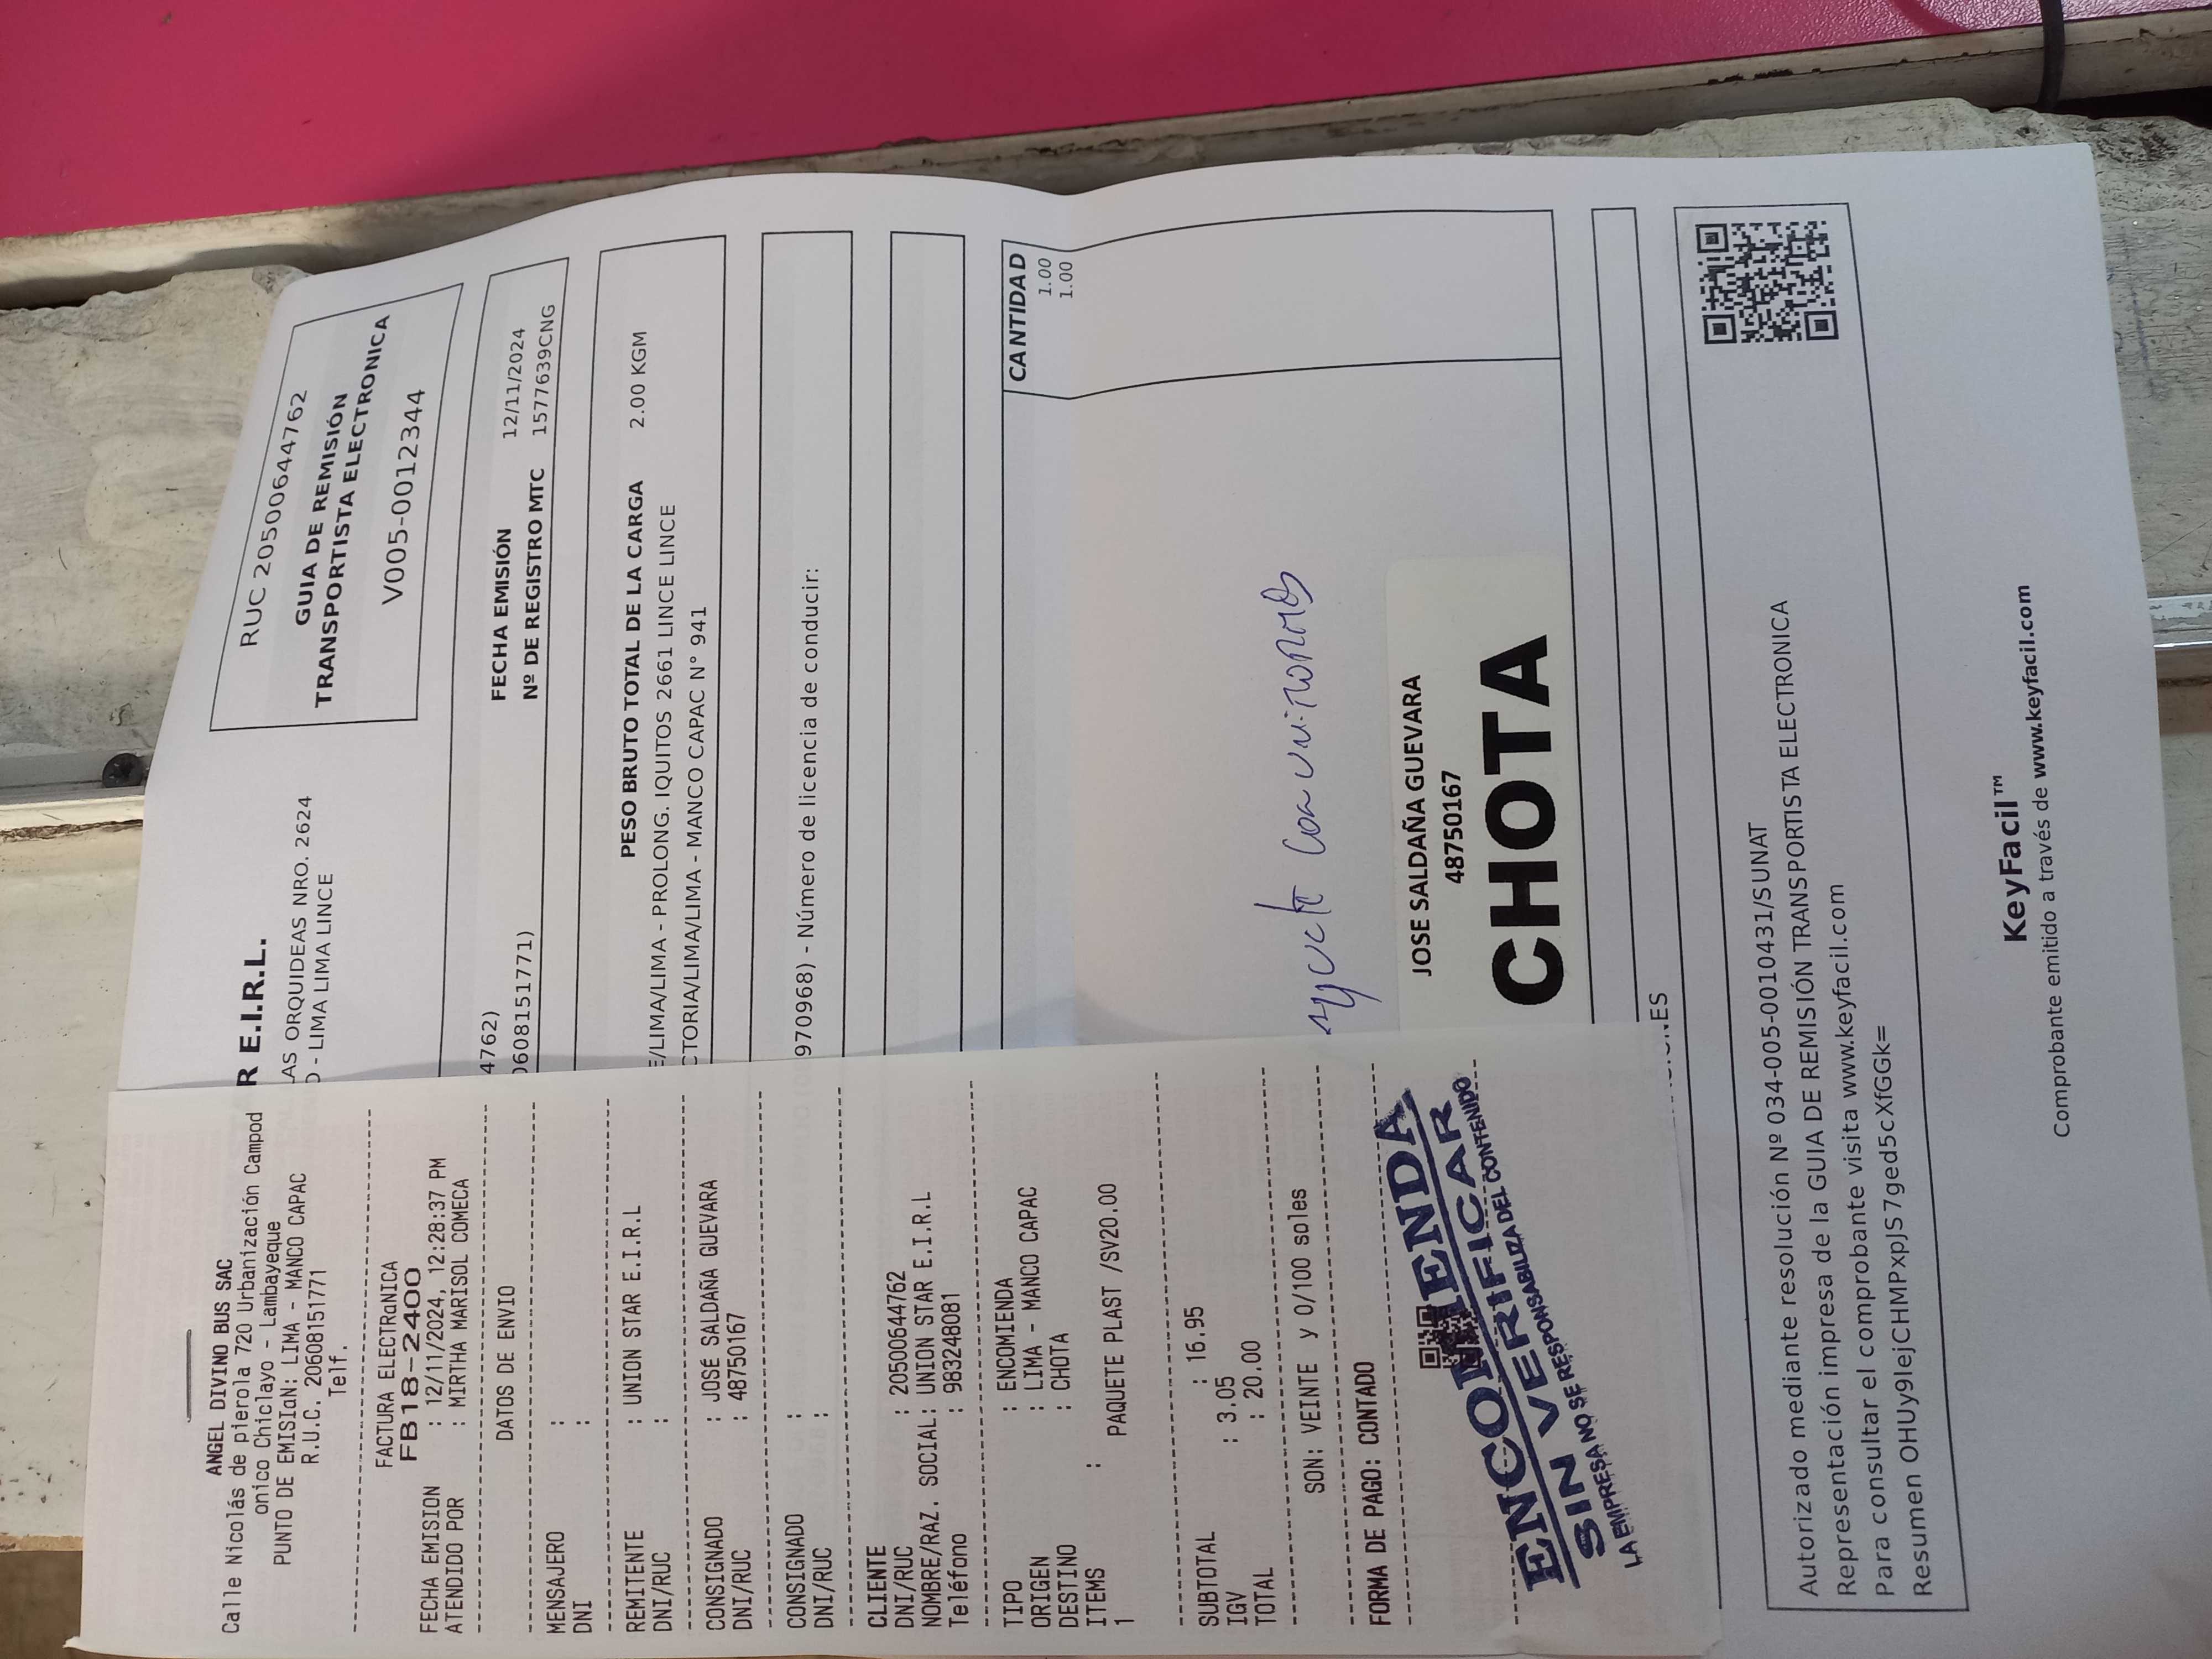 ANGEL DIVINO BUS SAC
Calle Nicolás de pierola 720 Urbanización Campod
onico Chiclayo - Lambayeque
PUNTO DE EMISIaN: LIMA - MANCO CAPAC
R.U.C. 20608151771
Telf.
FACTURA ELECTRaNICA
FB18-2400
FECHA EMISION : 12/11/2024, 12:28:37 PM
ATENDIDO POR : MIRTHA MARISOL COMECA
DATOS DE ENVIO
MENSAJERO :
DNI :
REMITENTE : UNION STAR E.I.R.L
DNI/RUC :
CONSIGNADO : JOSÉ SALDAÑA GUEVARA
DNI/RUC : 48750167
CONSIGNADO :
DNI/RUC :
CLIENTE
DNI/RUC : 20500644762
NOMBRE/RAZ. SOCIAL: UNION STAR E.I.R.L
Teléfono : 983248081
TIPO : ENCOMIENDA
ORIGEN : LIMA - MANCO CAPAC
DESTINO : CHOTA
ITEMS :
1 PAQUETE PLAST /SV20.00
SUBTOTAL : 16.95
IGV : 3.05
TOTAL : 20.00
SON: VEINTE y 0/100 soles
FORMA DE PAGO: CONTADO
ENCOMIENDA
SIN VERIFICAR
LA EMPRESA NO SE RESPONSABILIZA DEL CONTENIDO
R E.I.R.L.
AS ORQUIDEAS NRO. 2624
- LIMA LIMA LINCE
RUC 20500644762
GUIA DE REMISIÓN
TRANSPORTISTA ELECTRONICA
V005-0012344
4762)
0608151771)
FECHA EMISIÓN 12/11/2024
Nº DE REGISTRO MTC 1577639CNG
PESO BRUTO TOTAL DE LA CARGA 2.00 KGM
E/LIMA/LIMA - PROLONG. IQUITOS 2661 LINCE LINCE
CTORIA/LIMA/LIMA - MANCO CAPAC N° 941
970968) - Número de licencia de conducir:
CANTIDAD
1.00
1.00
JOSE SALDAÑA GUEVARA
48750167
CHOTA
Autorizado mediante resolución Nº 034-005-0010431/SUNAT
Representación impresa de la GUIA DE REMISIÓN TRANSPORTISTA ELECTRONICA
Para consultar el comprobante visita www.keyfacil.com
Resumen OHUy9IejCHMPxpJS7ged5cXfGGk=
KeyFacil™
Comprobante emitido a través de www.keyfacil.com